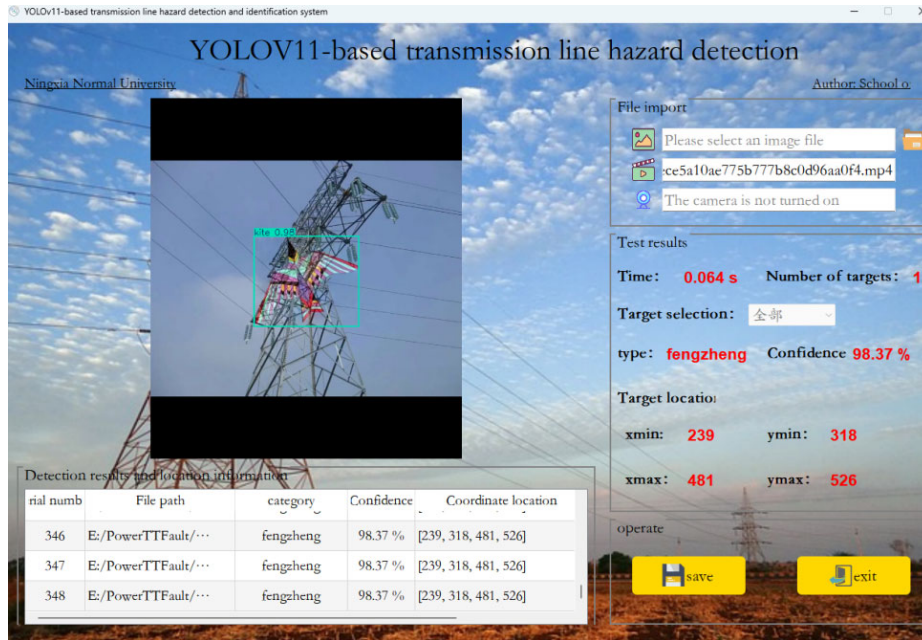 YOLOv11-based transmission line hazard detection and identification system
YOLOV11-based transmission line hazard detection
Ningxia Normal University
Author: School o
File import
Please select an image file
ce5a10ae775b777b8c0d96aa0f4.mp4
The camera is not turned on
kite 0.98
Test results
Time: 0.064 s Number of targets: 1
Target selection: 全部
type: fengzheng Confidence 98.37 %
Target location
xmin: 239 ymin: 318
xmax: 481 ymax: 526
Detection results and location information
rial numb File path category Confidence Coordinate location
346 E:/PowerTTFault/··· fengzheng 98.37 % [239, 318, 481, 526]
347 E:/PowerTTFault/··· fengzheng 98.37 % [239, 318, 481, 526]
348 E:/PowerTTFault/··· fengzheng 98.37 % [239, 318, 481, 526]
operate
save exit